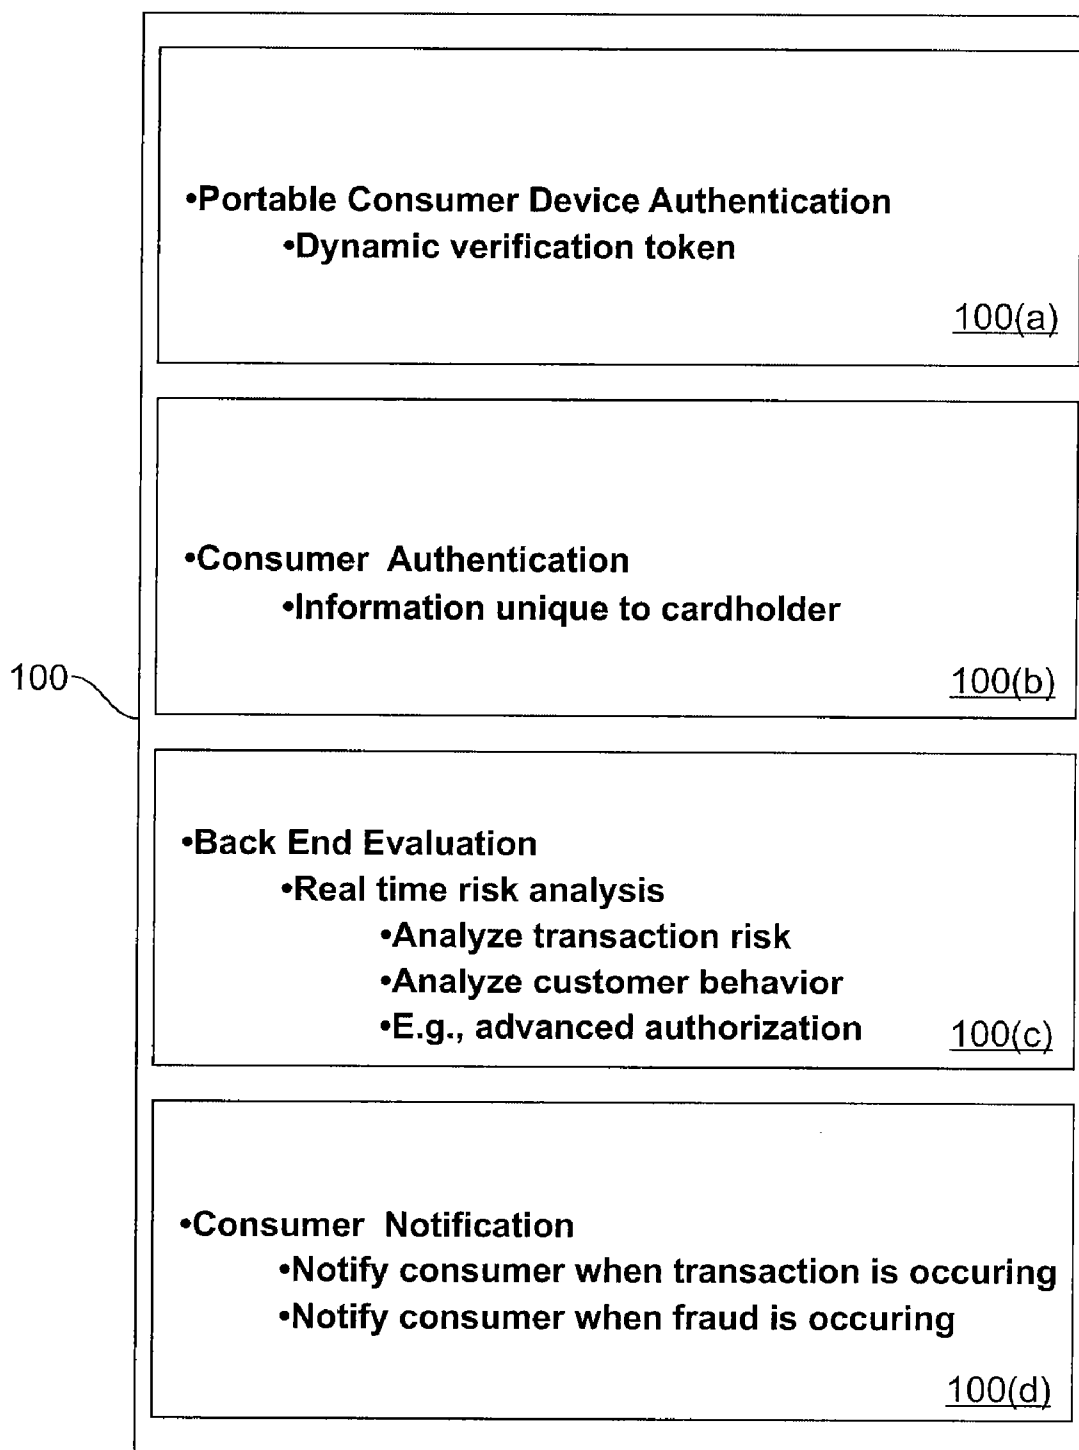 •Portable Consumer Device Authentication
•Dynamic verification token
100(a)
•Consumer Authentication
•Information unique to cardholder
100(b)
100
•Back End Evaluation
•Real time risk analysis
•Analyze transaction risk
•Analyze customer behavior
•E.g., advanced authorization
100(c)
•Consumer Notification
•Notify consumer when transaction is occuring
•Notify consumer when fraud is occuring
100(d)